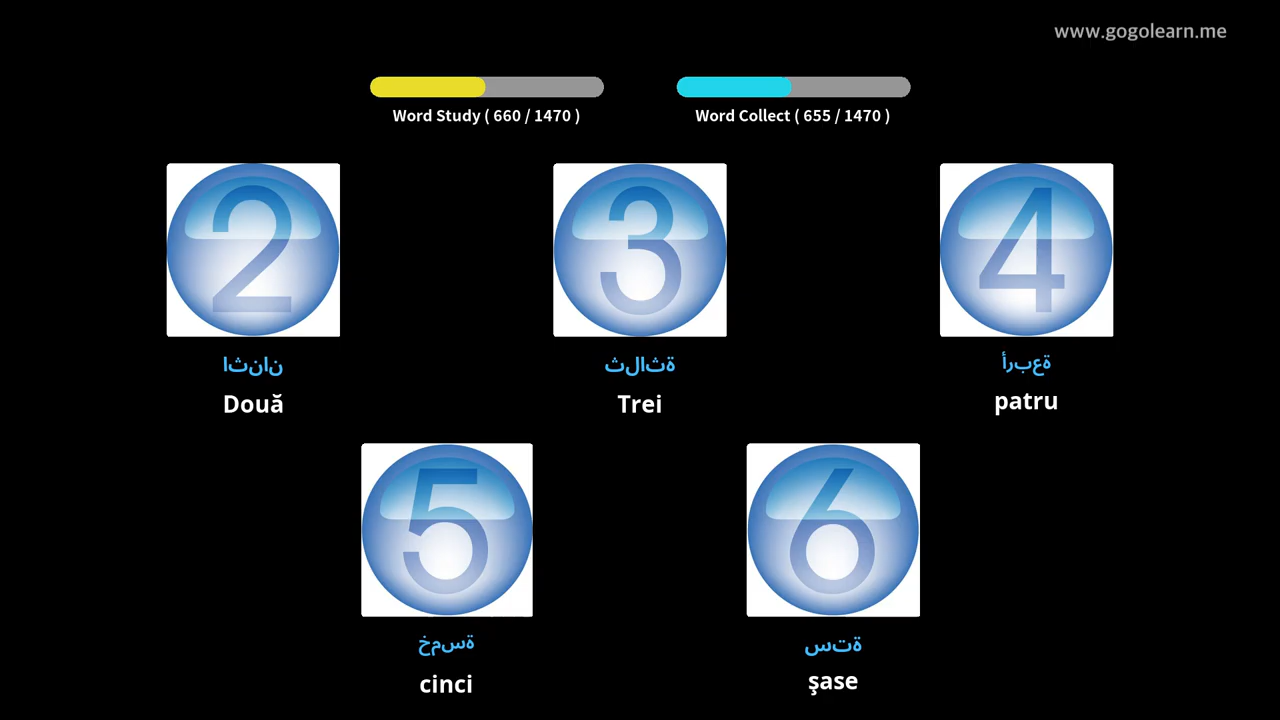 www.gogolearn.me
Word Study ( 660 / 1470 )
Word Collect ( 655 / 1470 )
2
3
4
نانثا
ةثالث
ةعبرأ
Două
Trei
patru
5
6
ةسمخ
ةتس
cinci
şase